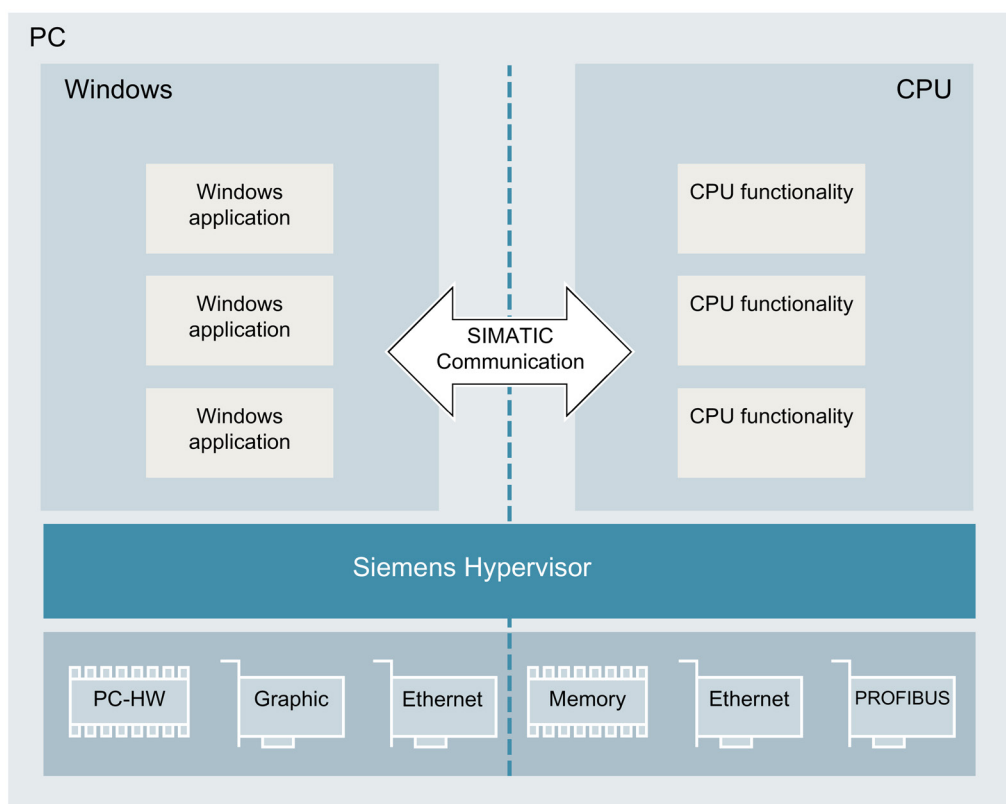 PC
Windows
CPU
Windows
application
CPU functionality
Windows
application
CPU functionality
SIMATIC
Communication
Windows
application
CPU functionality
Siemens Hypervisor
PC-HW
Graphic
Ethernet
Memory
Ethernet
PROFIBUS